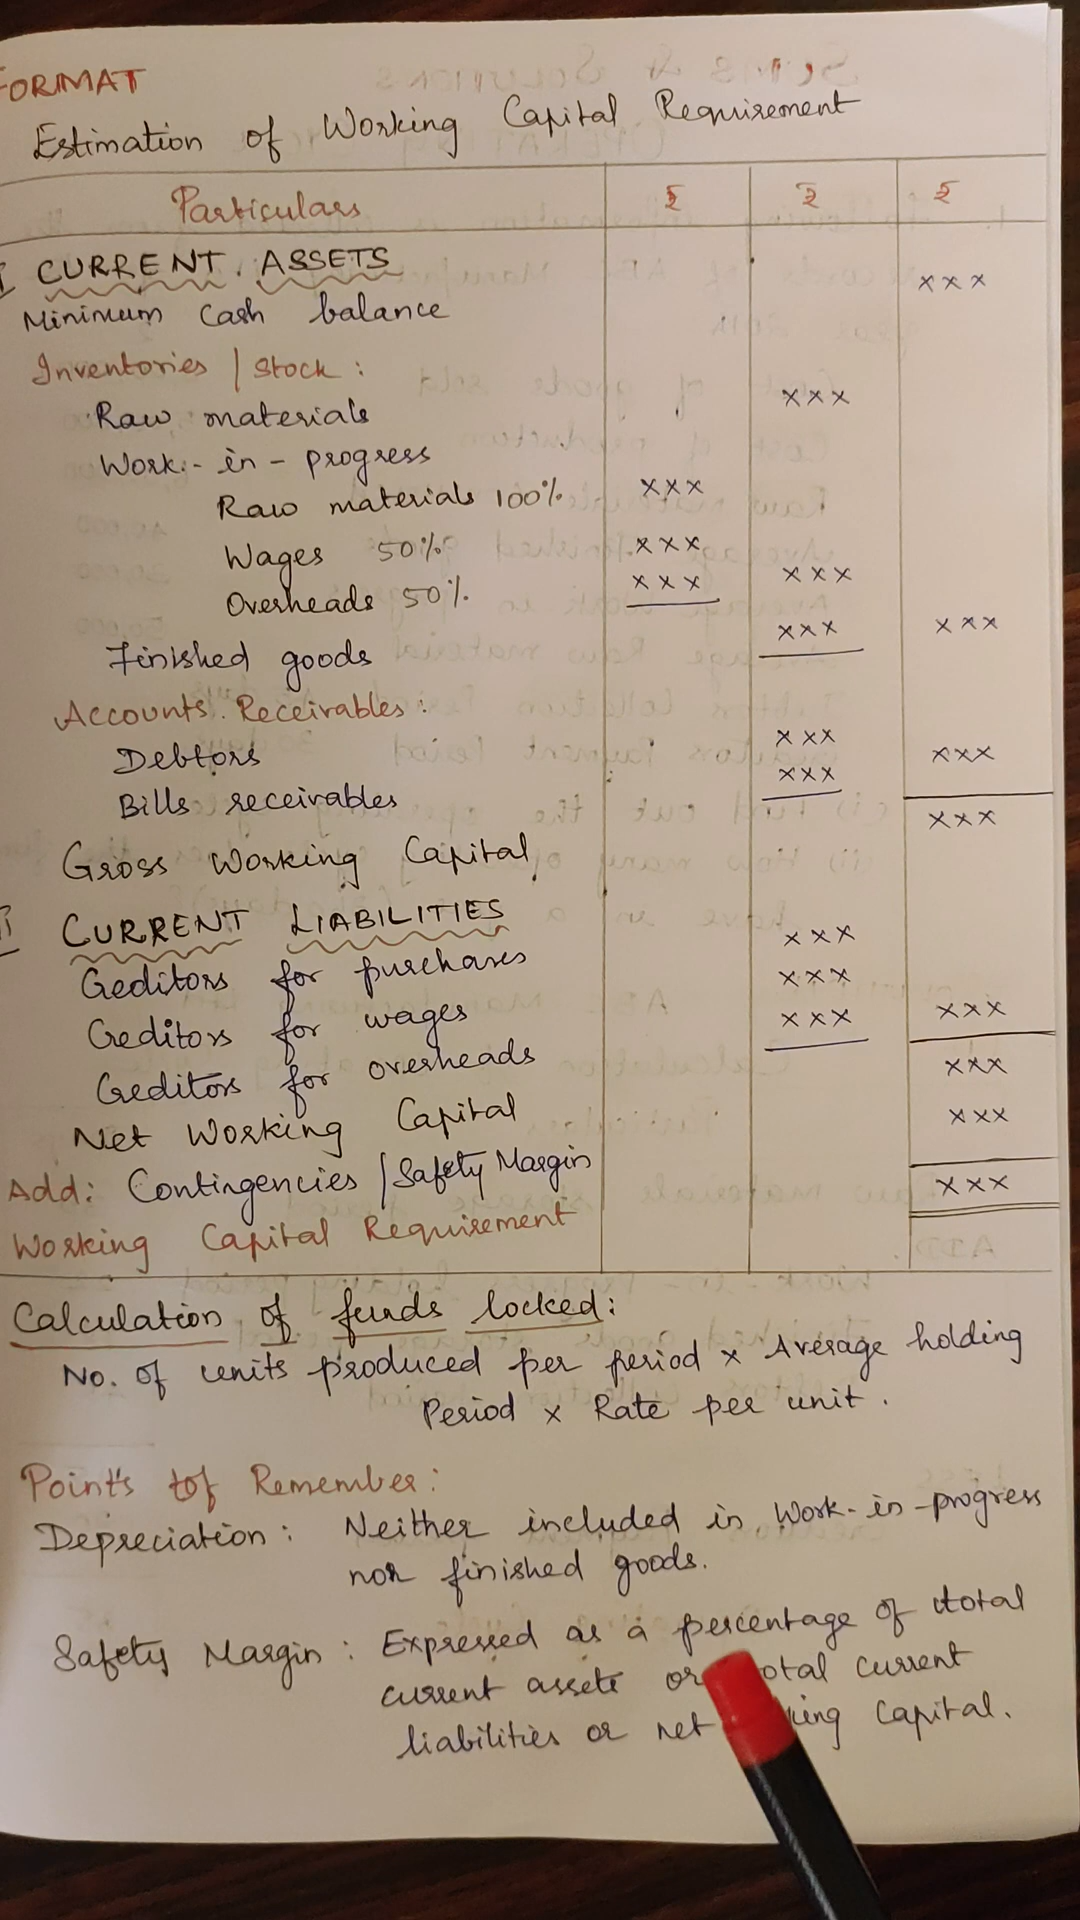 FORMAT
Estimation of Working Capital Requirement
Particulars ₹ ₹ ₹
I CURRENT ASSETS
Minimum Cash balance xxx
Inventories / Stock :
Raw materials xxx
Work-in-progress
Raw materials 100% xxx
Wages 50% xxx
Overheads 50% xxx xxx
Finished goods xxx xxx
Accounts Receivables :
Debtors xxx
Bills receivables xxx xxx
Gross Working Capital xxx
II CURRENT LIABILITIES
Creditors for purchases xxx
Creditors for wages xxx
Creditors for overheads xxx xxx
Net Working Capital xxx
Add: Contingencies / Safety Margin xxx
Working Capital Requirement xxx
Calculation of funds locked:
No. of units produced per period x Average holding
Period x Rate per unit.
Points tof Remember:
Depreciation: Neither included in Work-in-progress
nor finished goods.
Safety Margin: Expressed as a percentage of total
current assets or otal current
liabilities or net king Capital.